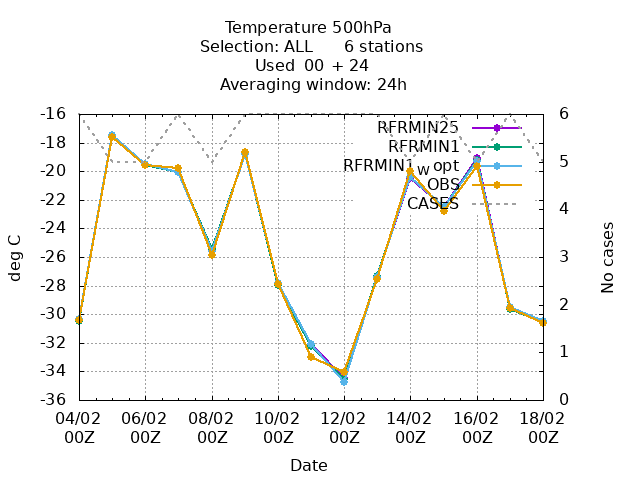 Temperature 500hPa
Selection: ALL 6 stations
Used 00 + 24
Averaging window: 24h
-16
-18
-20
-22
-24
-26
-28
-30
-32
-34
-36
deg C
6
5
4
3
2
1
0
No cases
RFRMIN25
RFRMIN1
RFRMIN1_w opt
OBS
CASES
04/02 06/02 08/02 10/02 12/02 14/02 16/02 18/02
00Z 00Z 00Z 00Z 00Z 00Z 00Z 00Z
Date